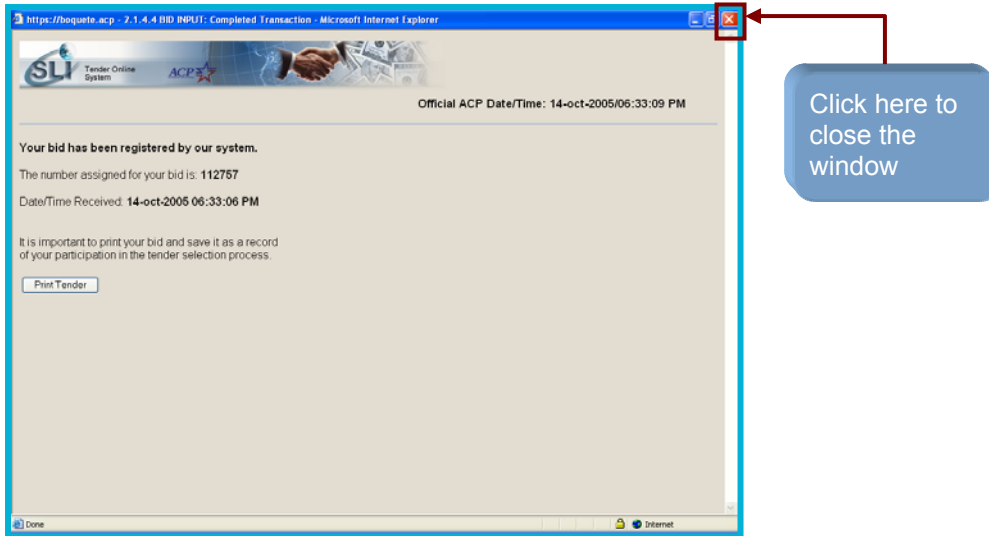 https://boquete.acp - 2.1.4.4 BID INPUT: Completed Transaction - Microsoft Internet Explorer
SLI
Tender Online
System
ACP
Official ACP Date/Time: 14-oct-2005/06:33:09 PM
Your bid has been registered by our system.
The number assigned for your bid is: 112757
Date/Time Received: 14-oct-2005 06:33:06 PM
It is important to print your bid and save it as a record
of your participation in the tender selection process.
Print Tender
Done
Internet
Click here to
close the
window